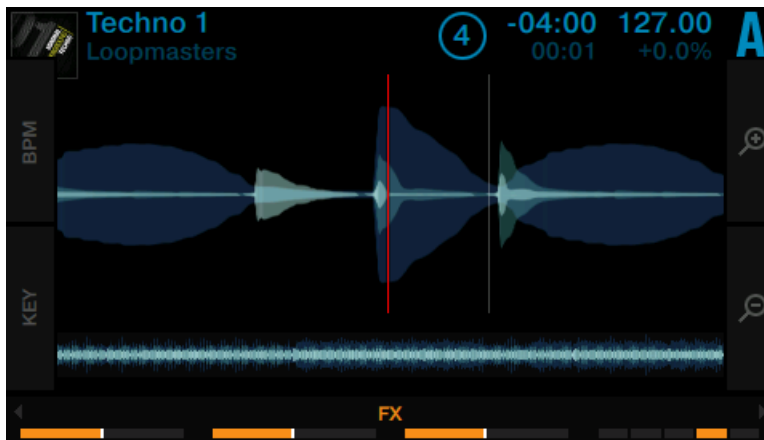 Techno 1
Loopmasters
4
-04:00
00:01
127.00
+0.0%
A
BPM
KEY
FX